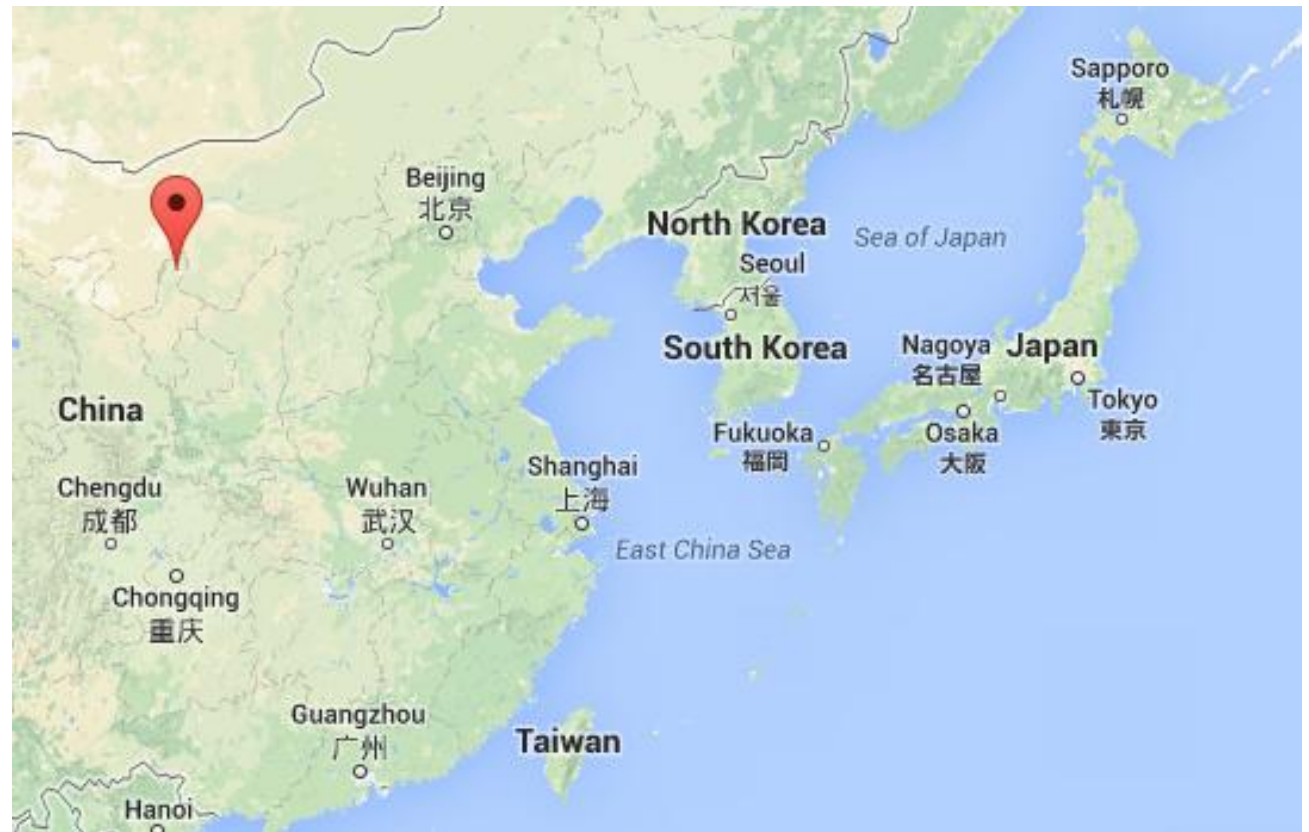 Sapporo
札幌
Beijing
北京
North Korea
Sea of Japan
Seoul
서울
South Korea
Nagoya
名古屋
Japan
China
Tokyo
東京
Fukuoka
福岡
Osaka
大阪
Shanghai
上海
Chengdu
成都
Wuhan
武汉
East China Sea
Chongqing
重庆
Guangzhou
广州
Taiwan
Hanoi